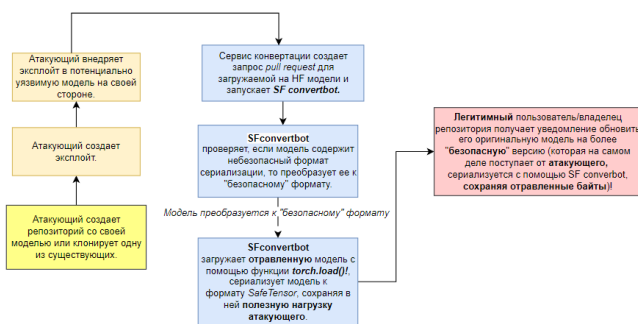 Атакующий внедряет
эксплойт в потенциально
уязвимую модель на своей
стороне.
Атакующий создает
эксплойт.
Атакующий создает
репозиторий со своей
моделью или клонирует одну
из существующих.
Сервис конвертации создает
запрос pull request для
загружаемой на HF модели и
запускает SF convertbot.
SFconvertbot
проверяет, если модель содержит
небезопасный формат
сериализации, то преобразует ее к
"безопасному" формату.
Модель преобразуется к "безопасному" формату
SFconvertbot
загружает отравленную модель с
помощью функции torch.load()!,
сериализует модель к
формату SafeTensor, сохраняя в
ней полезную нагрузку
атакующего.
Легитимный пользователь/владелец
репозитория получает уведомление обновить
его оригинальную модель на более
"безопасную" версию (которая на самом
деле поступает от атакующего,
сериализуется с помощью SF converbot,
сохраняя отравленные байты)!